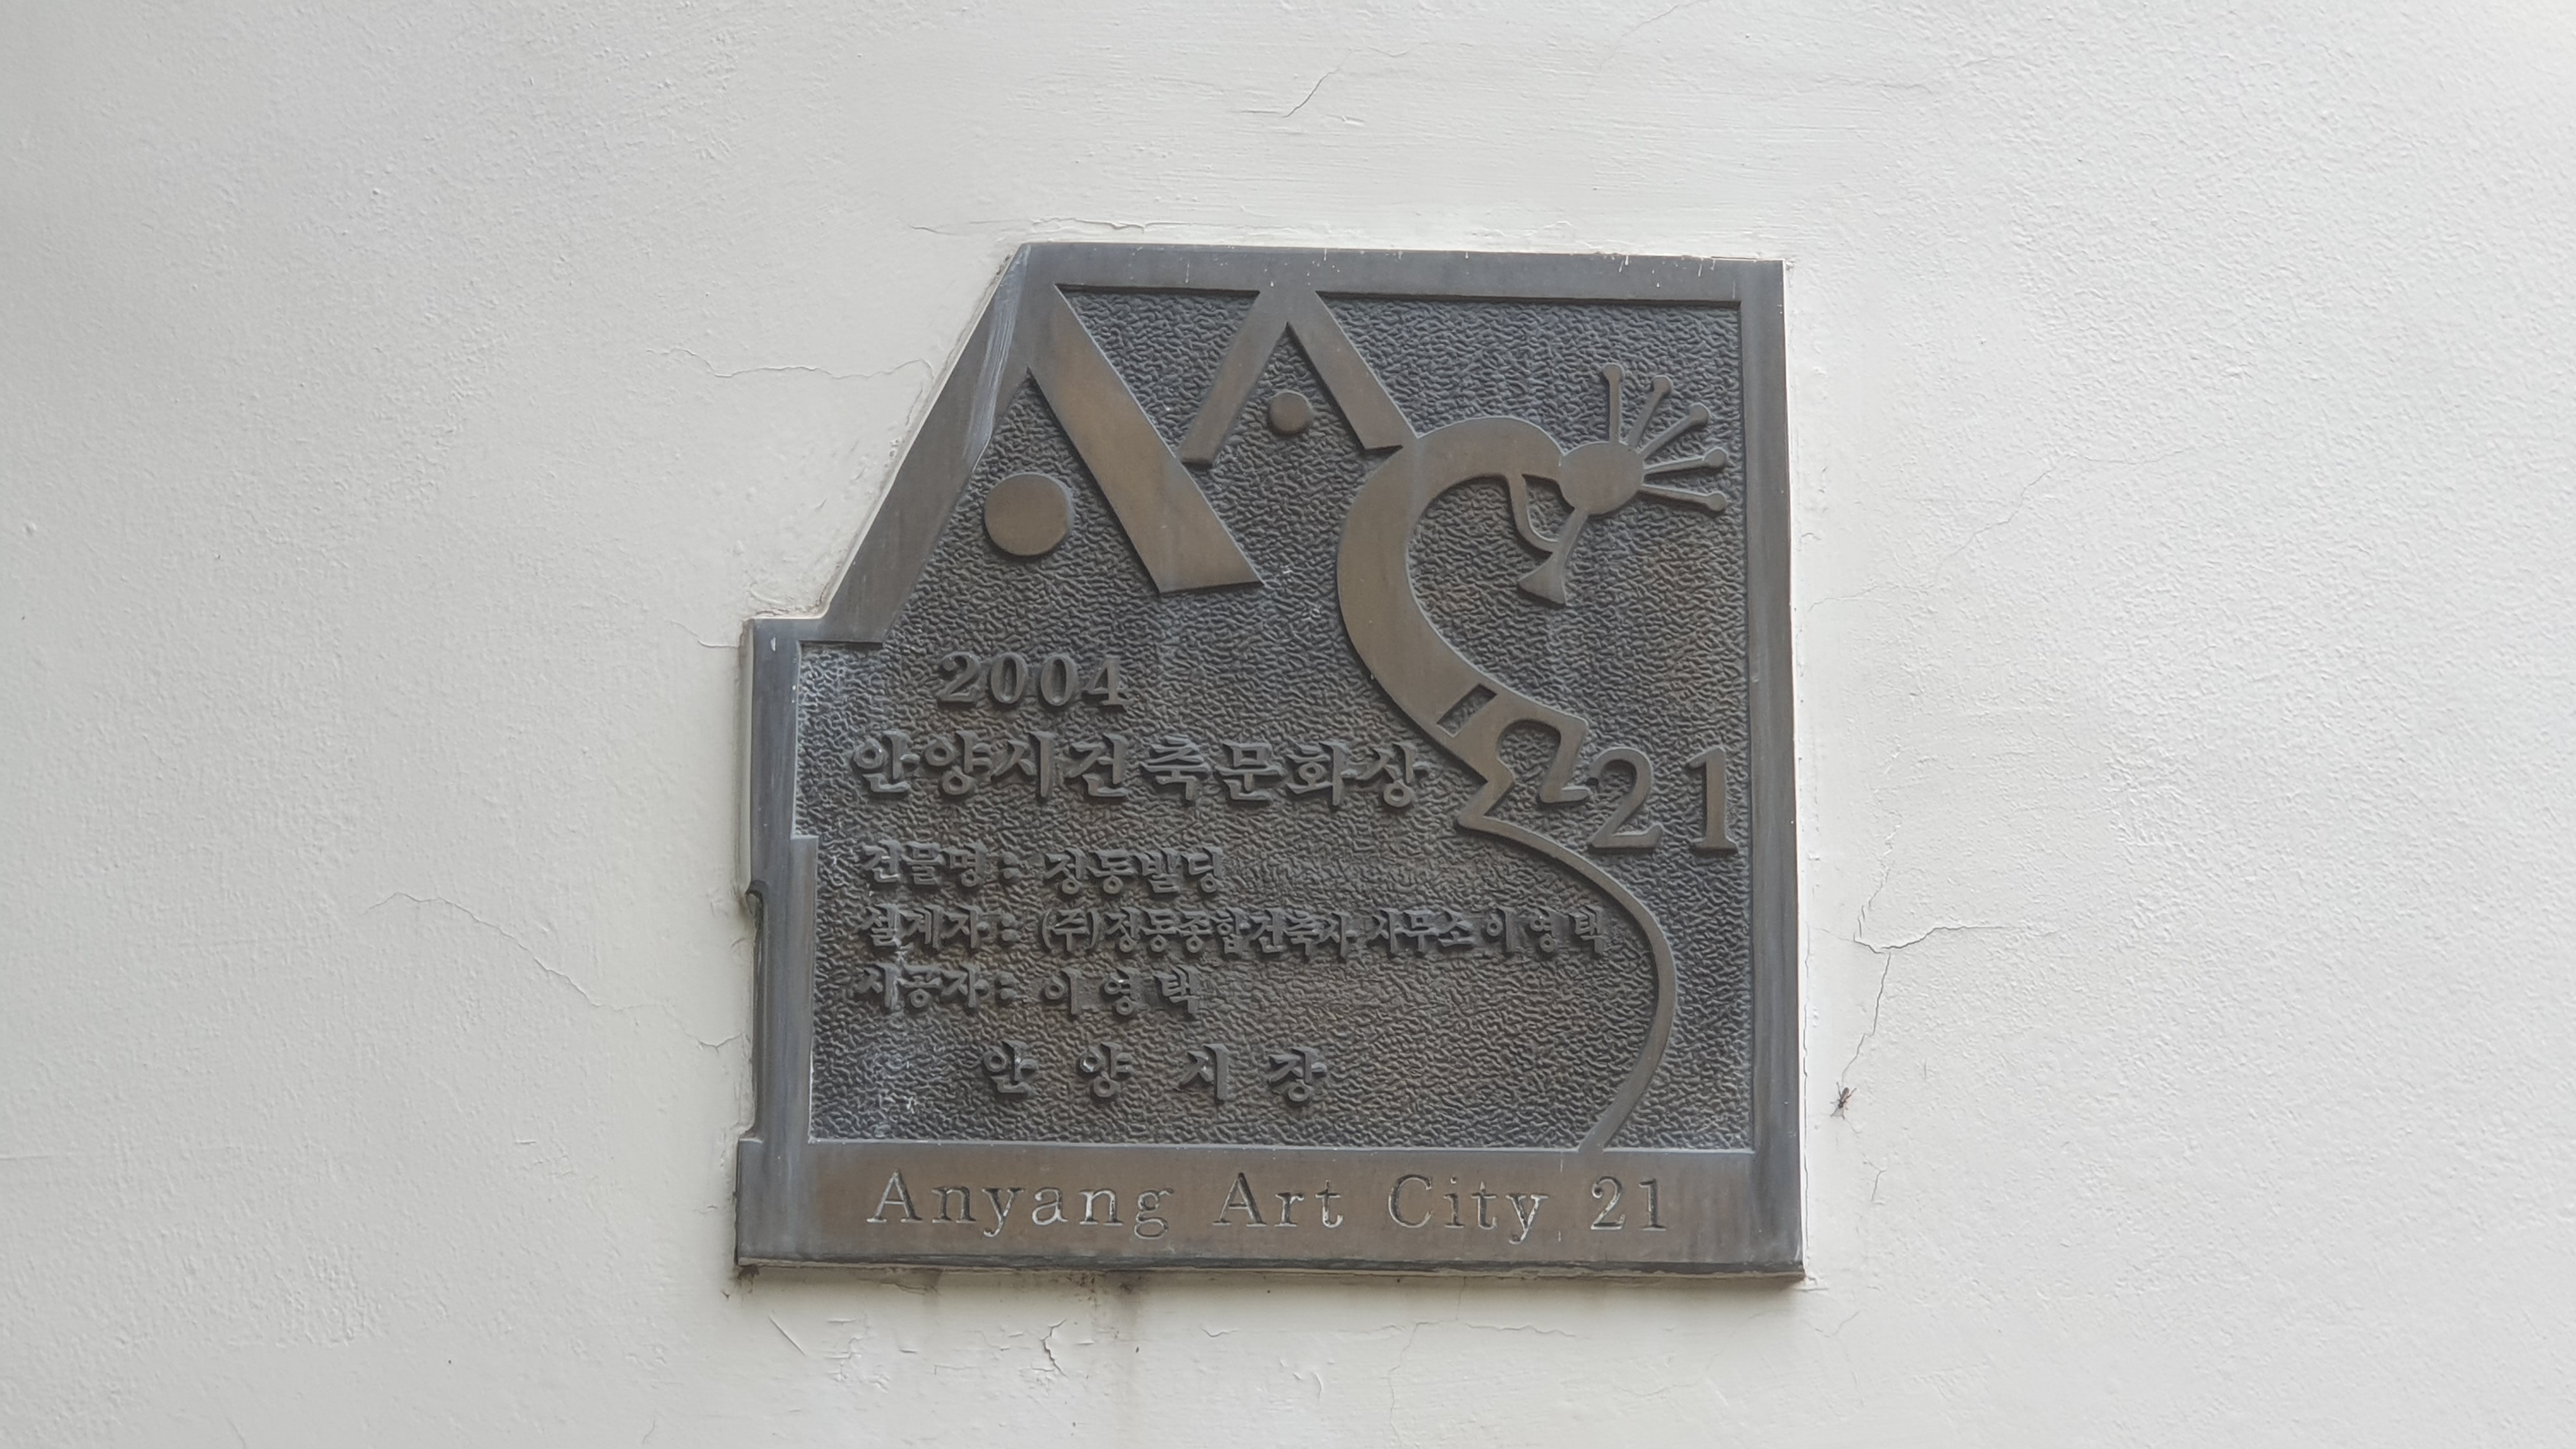 21
2004
안양시건축문화상
건물명 : 정동빌딩
설계자 : (주)정동종합건축사 사무소 이영택
시공자 : 이영택
안양시장
Anyang Art City 21